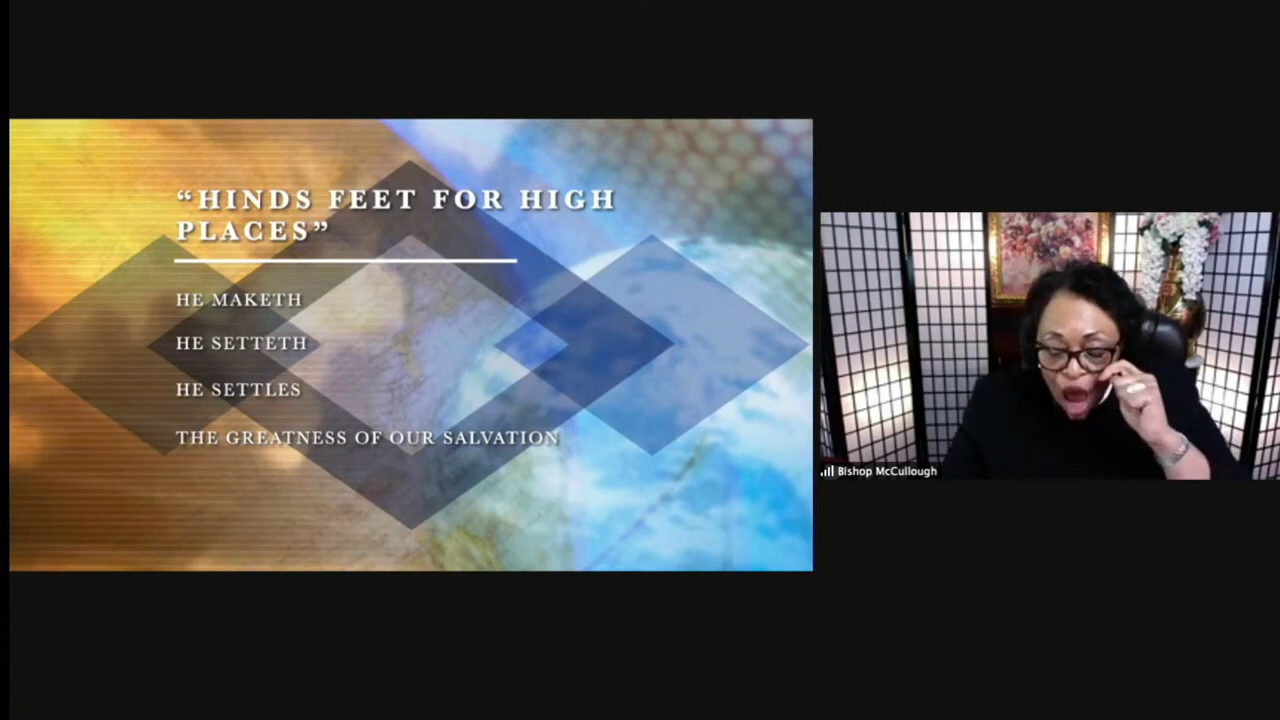 “HINDS FEET FOR HIGH
PLACES”
HE MAKETH
HE SETTETH
HE SETTLES
THE GREATNESS OF OUR SALVATION
Bishop McCullough